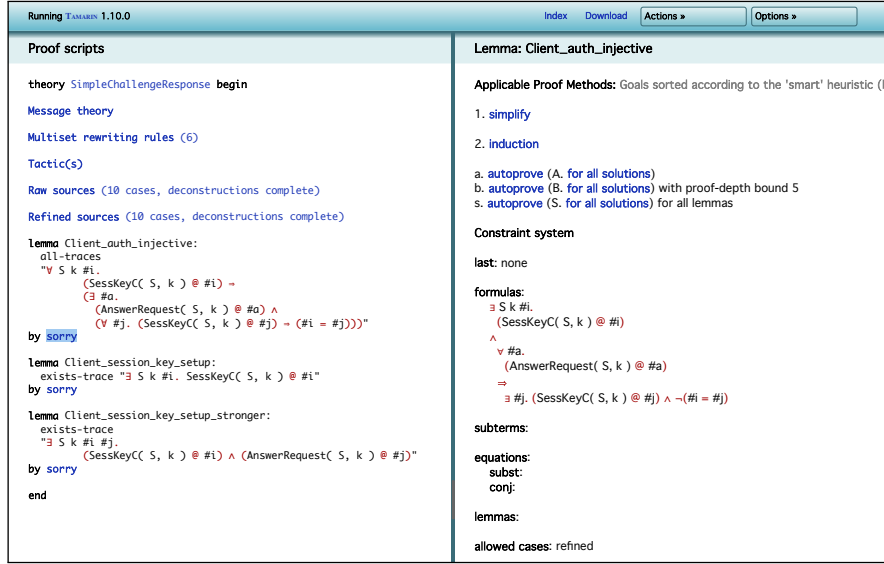 Running TAMARIN 1.10.0
Index Download Actions » Options »
Proof scripts
theory SimpleChallengeResponse begin
Message theory
Multiset rewriting rules (6)
Tactic(s)
Raw sources (10 cases, deconstructions complete)
Refined sources (10 cases, deconstructions complete)
lemma Client_auth_injective:
all-traces
"∀ S k #i.
(SessKeyC( S, k ) @ #i) ⇒
(∃ #a.
(AnswerRequest( S, k ) @ #a) ∧
(∀ #j. (SessKeyC( S, k ) @ #j) ⇒ (#i = #j)))"
by sorry
lemma Client_session_key_setup:
exists-trace "∃ S k #i. SessKeyC( S, k ) @ #i"
by sorry
lemma Client_session_key_setup_stronger:
exists-trace
"∃ S k #i #j.
(SessKeyC( S, k ) @ #i) ∧ (AnswerRequest( S, k ) @ #j)"
by sorry
end
Lemma: Client_auth_injective
Applicable Proof Methods: Goals sorted according to the 'smart' heuristic (
1. simplify
2. induction
a. autoprove (A. for all solutions)
b. autoprove (B. for all solutions) with proof-depth bound 5
s. autoprove (S. for all solutions) for all lemmas
Constraint system
last: none
formulas:
∃ S k #i.
(SessKeyC( S, k ) @ #i)
∧
∀ #a.
(AnswerRequest( S, k ) @ #a)
⇒
∃ #j. (SessKeyC( S, k ) @ #j) ∧ ¬(#i = #j)
subterms:
equations:
subst:
conj:
lemmas:
allowed cases: refined